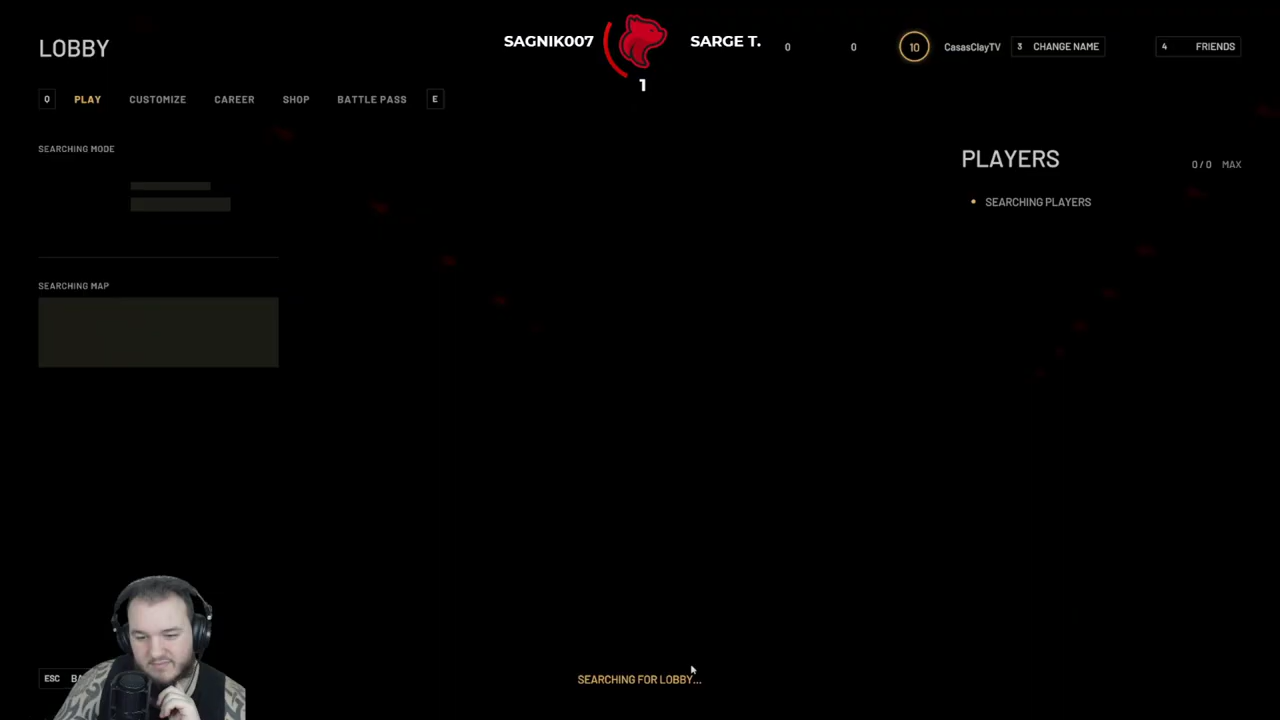 LOBBY
SAGNIK007
SARGE T.
1
0
0
10
CasasClayTV
3 CHANGE NAME
4 FRIENDS
Q PLAY CUSTOMIZE CAREER SHOP BATTLE PASS E
SEARCHING MODE
PLAYERS
0 / 0 MAX
SEARCHING PLAYERS
SEARCHING MAP
ESC
SEARCHING FOR LOBBY...